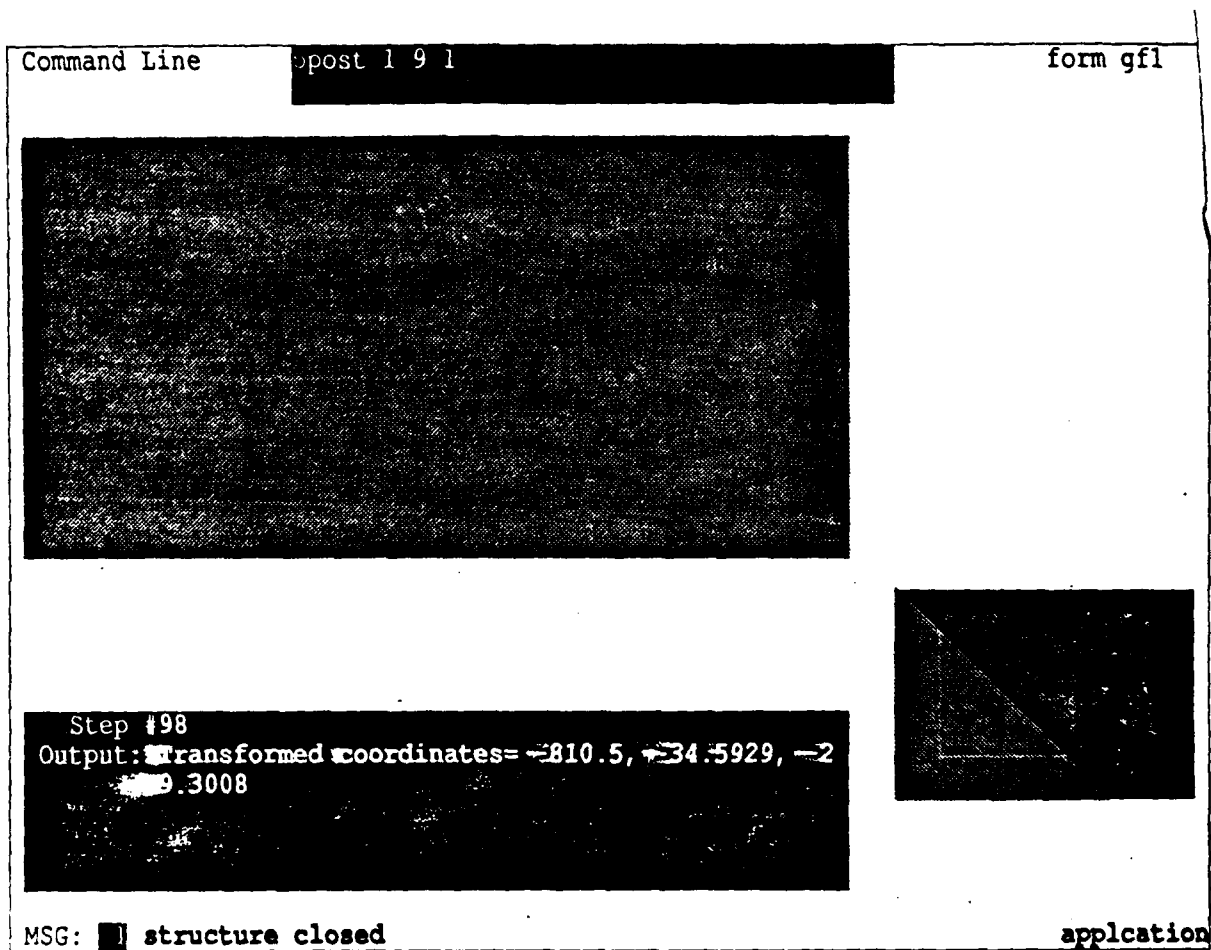 Command Line post 1 9 1 form gf1
Step #98
Output: Transformed coordinates= -810.5, -34.5929, -2
9.3008
MSG: structure closed applcation